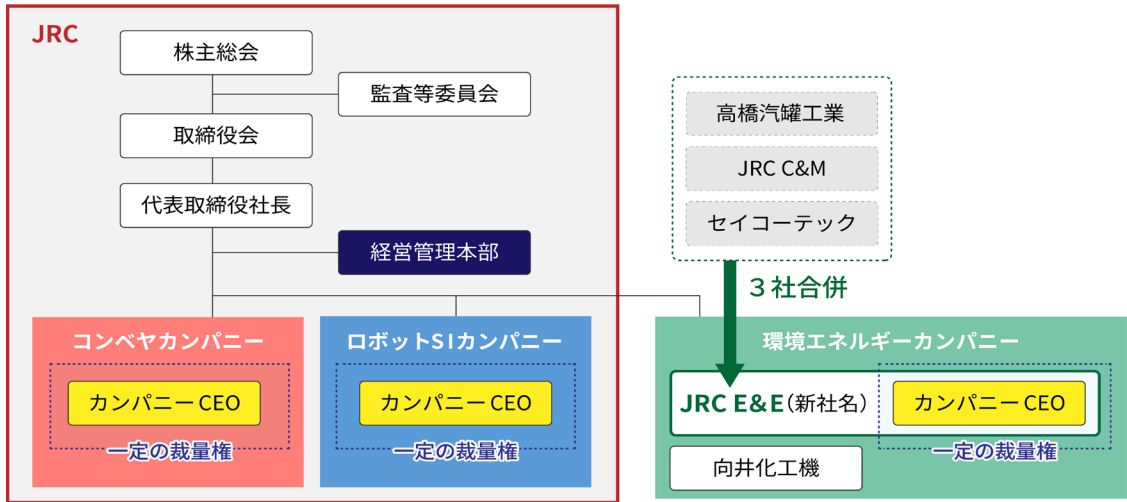 JRC
株主総会
監査等委員会
取締役会
代表取締役社長
経営管理本部
高橋汽罐工業
JRC C&M
セイコーテック
3社合併
コンベヤカンパニー
カンパニーCEO
一定の裁量権
ロボットSIカンパニー
カンパニーCEO
一定の裁量権
環境エネルギーカンパニー
JRC E&E(新社名)
カンパニーCEO
一定の裁量権
向井化工機